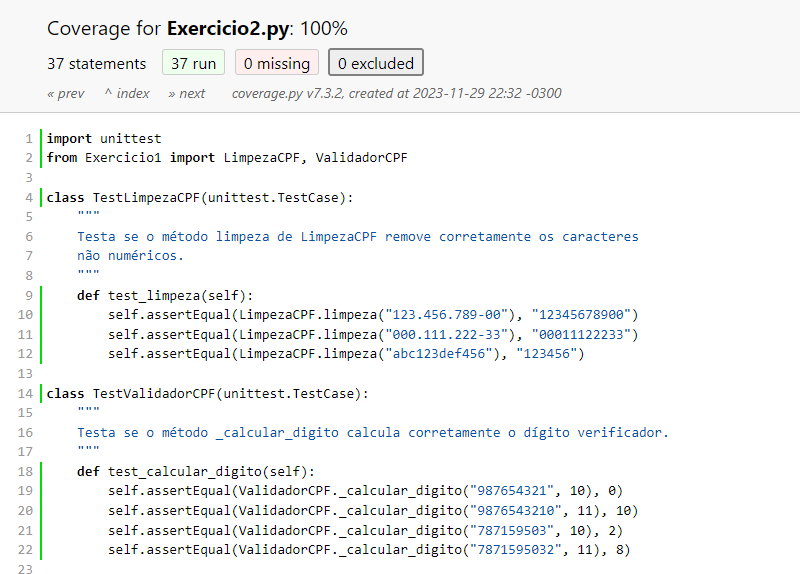 Coverage for Exercicio2.py: 100%
37 statements 37 run 0 missing 0 excluded
« prev ^ index » next coverage.py v7.3.2, created at 2023-11-29 22:32 -0300
1 import unittest
2 from Exercicio1 import LimpezaCPF, ValidadorCPF
3
4 class TestLimpezaCPF(unittest.TestCase):
5     """
6     Testa se o método limpeza de LimpezaCPF remove corretamente os caracteres
7     não numéricos.
8     """
9     def test_limpeza(self):
10         self.assertEqual(LimpezaCPF.limpeza("123.456.789-00"), "12345678900")
11         self.assertEqual(LimpezaCPF.limpeza("000.111.222-33"), "00011122233")
12         self.assertEqual(LimpezaCPF.limpeza("abc123def456"), "123456")
13
14 class TestValidadorCPF(unittest.TestCase):
15     """
16     Testa se o método _calcular_digito calcula corretamente o dígito verificador.
17     """
18     def test_calcular_digito(self):
19         self.assertEqual(ValidadorCPF._calcular_digito("987654321", 10), 0)
20         self.assertEqual(ValidadorCPF._calcular_digito("9876543210", 11), 10)
21         self.assertEqual(ValidadorCPF._calcular_digito("787159503", 10), 2)
22         self.assertEqual(ValidadorCPF._calcular_digito("7871595032", 11), 8)
23